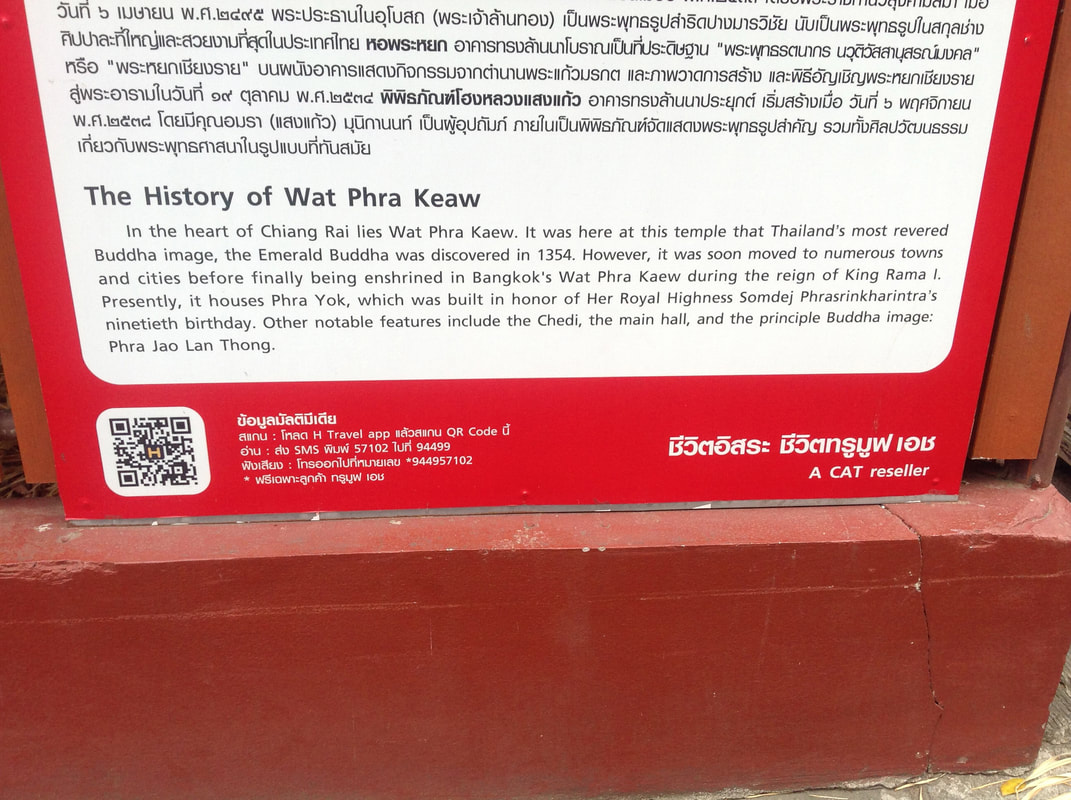 วันที่ ๖ เมษายน พ.ศ.๒๔๙๕ พระประธานในอุโบสถ (พระเจ้าล้านทอง) เป็นพระพุทธรูปสำริดปางมารวิชัย นับเป็นพระพุทธรูปในสกุลช่าง
ศิปปาละที่ใหญ่และสวยงามที่สุดในประเทศไทย หอพระหยก อาคารทรงล้านนาโบราณเป็นที่ประดิษฐาน "พระพุทธรตนากร นวุติวัสสานุสรณ์มงคล"
หรือ "พระหยกเชียงราย" บนผนังอาคารแสดงกิจกรรมจากตำนานพระแก้วมรกต และภาพวาดการสร้าง และพิธีอัญเชิญพระหยกเชียงราย
สู่พระอารามในวันที่ ๑๙ ตุลาคม พ.ศ.๒๕๓๔ พิพิธภัณฑ์โฮงหลวงแสงแก้ว อาคารทรงล้านนาประยุกต์ เริ่มสร้างเมื่อ วันที่ ๖ พฤศจิกายน
พ.ศ.๒๕๓๘ โดยมีคุณอมรา (แสงแก้ว) มุนิกานนท์ เป็นผู้อุปถัมภ์ ภายในเป็นพิพิธภัณฑ์จัดแสดงพระพุทธรูปสำคัญ รวมทั้งศิลปวัฒนธรรม
เกี่ยวกับพระพุทธศาสนาในรูปแบบที่ทันสมัย
The History of Wat Phra Keaw
In the heart of Chiang Rai lies Wat Phra Kaew. It was here at this temple that Thailand's most revered
Buddha image, the Emerald Buddha was discovered in 1354. However, it was soon moved to numerous towns
and cities before finally being enshrined in Bangkok's Wat Phra Kaew during the reign of King Rama I.
Presently, it houses Phra Yok, which was built in honor of Her Royal Highness Somdej Phrasrinkharintra's
ninetieth birthday. Other notable features include the Chedi, the main hall, and the principle Buddha image:
Phra Jao Lan Thong.
H
ข้อมูลมัลติมีเดีย
สแกน : โหลด H Travel app แล้วสแกน QR Code นี้
อ่าน : ส่ง SMS พิมพ์ 57102 ไปที่ 94499
ฟังเสียง : โทรออกไปที่หมายเลข *944957102
* ฟรีเฉพาะลูกค้า ทรูมูฟ เอช
ชีวิตอิสระ ชีวิตทรูมูฟ เอช
A CAT reseller